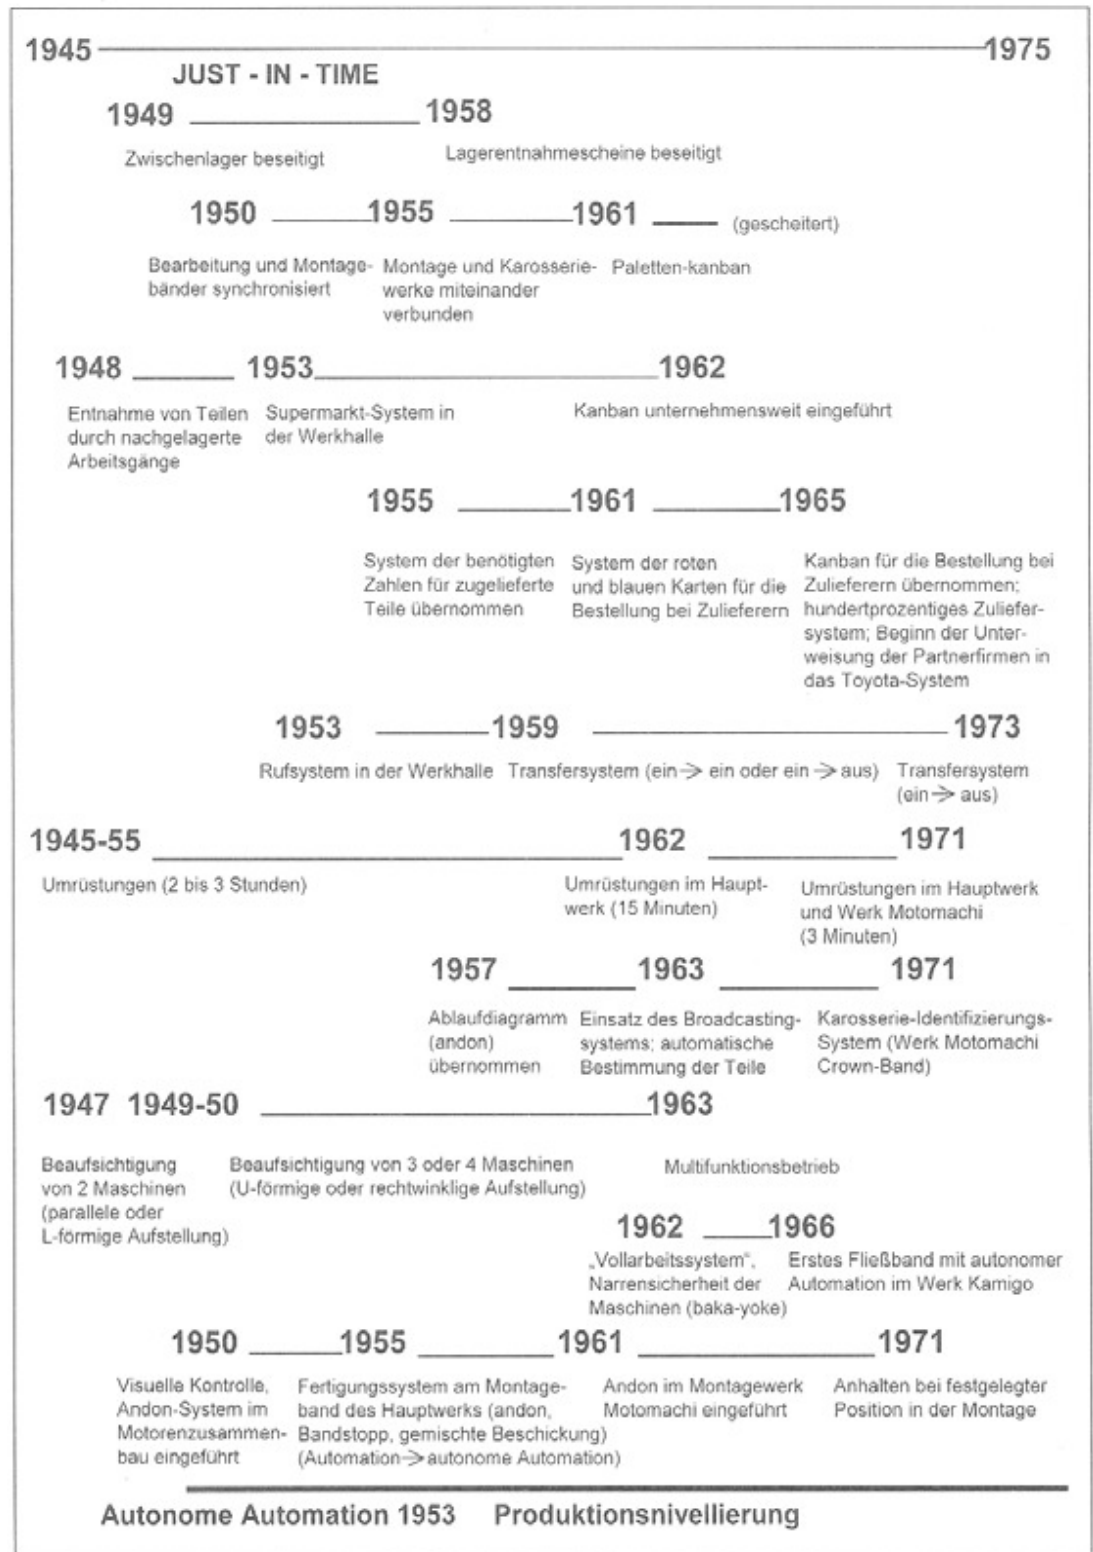 1945 1975
JUST - IN - TIME
1949 1958
Zwischenlager beseitigt Lagerentnahmescheine beseitigt
1950 1955 1961 (gescheitert)
Bearbeitung und Montage- Montage und Karosserie- Paletten-kanban
bänder synchronisiert werke miteinander
verbunden
1948 1953 1962
Entnahme von Teilen Supermarkt-System in Kanban unternehmensweit eingeführt
durch nachgelagerte der Werkhalle
Arbeitsgänge
1955 1961 1965
System der benötigten System der roten Kanban für die Bestellung bei
Zahlen für zugelieferte und blauen Karten für die Zulieferern übernommen;
Teile übernommen Bestellung bei Zulieferern hundertprozentiges Zuliefer-
system; Beginn der Unter-
weisung der Partnerfirmen in
das Toyota-System
1953 1959 1973
Rufsystem in der Werkhalle Transfersystem (ein → ein oder ein → aus) Transfersystem
(ein → aus)
1945-55 1962 1971
Umrüstungen (2 bis 3 Stunden) Umrüstungen im Haupt- Umrüstungen im Hauptwerk
werk (15 Minuten) und Werk Motomachi
(3 Minuten)
1957 1963 1971
Ablaufdiagramm Einsatz des Broadcasting- Karosserie-Identifizierungs-
(andon) systems; automatische System (Werk Motomachi
übernommen Bestimmung der Teile Crown-Band)
1947 1949-50 1963
Beaufsichtigung Beaufsichtigung von 3 oder 4 Maschinen Multifunktionsbetrieb
von 2 Maschinen (U-förmige oder rechtwinklige Aufstellung)
(parallele oder
L-förmige Aufstellung)
1962 1966
„Vollarbeitssystem“, Erstes Fließband mit autonomer
Narrensicherheit der Automation im Werk Kamigo
Maschinen (baka-yoke)
1950 1955 1961 1971
Visuelle Kontrolle, Fertigungssystem am Montage- Andon im Montagewerk Anhalten bei festgelegter
Andon-System im band des Hauptwerks (andon, Motomachi eingeführt Position in der Montage
Motorenzusammen- Bandstopp, gemischte Beschickung)
bau eingeführt (Automation → autonome Automation)
Autonome Automation 1953 Produktionsnivellierung